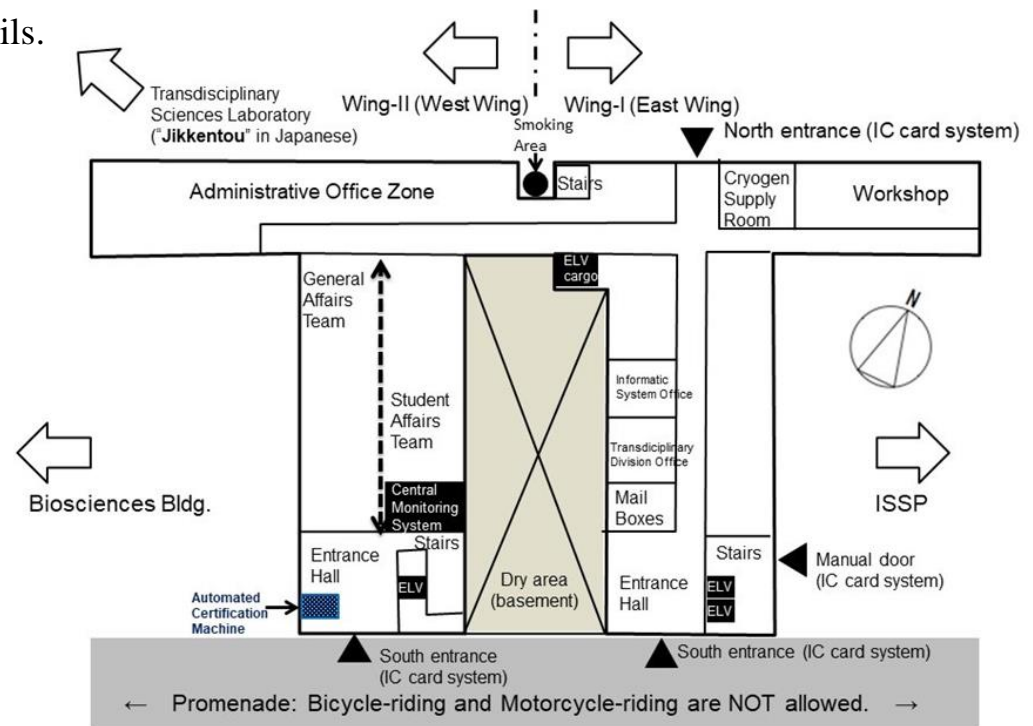 ils.
Transdisciplinary
Sciences Laboratory
("Jikkentou" in Japanese)
Wing-II (West Wing)
Wing-I (East Wing)
Smoking
Area
North entrance (IC card system)
Administrative Office Zone
Stairs
Cryogen
Supply
Room
Workshop
General
Affairs
Team
ELV
cargo
N
Informatic
System Office
Student
Affairs
Team
Transdiciplinary
Division Office
Central
Monitoring
System
Mail
Boxes
Biosciences Bldg.
ISSP
Stairs
Entrance
Hall
ELV
Dry area
(basement)
Entrance
Hall
Stairs
ELV
ELV
Manual door
(IC card system)
Automated
Certification
Machine
South entrance
(IC card system)
South entrance (IC card system)
← Promenade: Bicycle-riding and Motorcycle-riding are NOT allowed. →